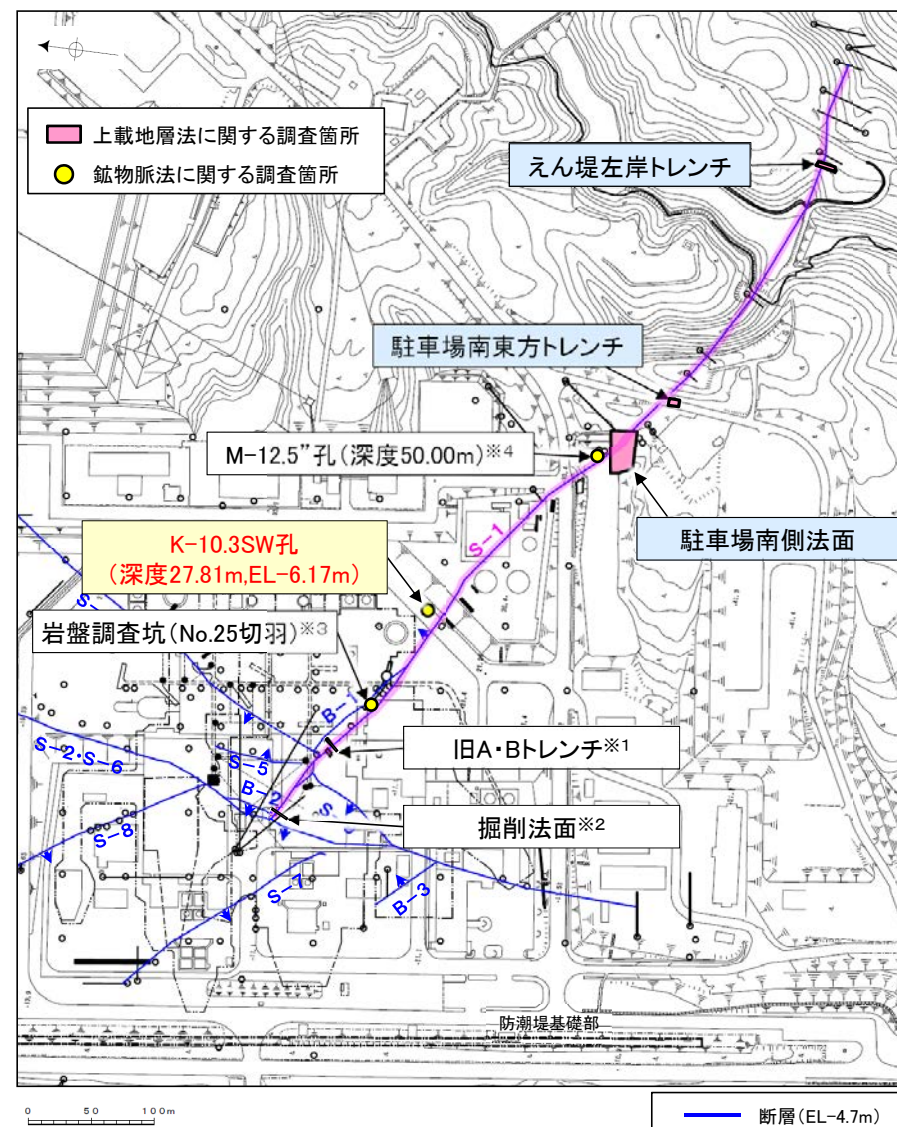 上載地層法に関する調査箇所
鉱物脈法に関する調査箇所
えん堤左岸トレンチ
駐車場南東方トレンチ
M-12.5”孔(深度50.00m)※4
S-1
駐車場南側法面
K-10.3SW孔
(深度27.81m,EL-6.17m)
岩盤調査坑(No.25切羽)※3
B-1
旧A・Bトレンチ※1
S-2・S-6
S-5
B-2
掘削法面※2
S-8
S-7
B-3
防潮堤基礎部
0 50 100m
断層(EL-4.7m)